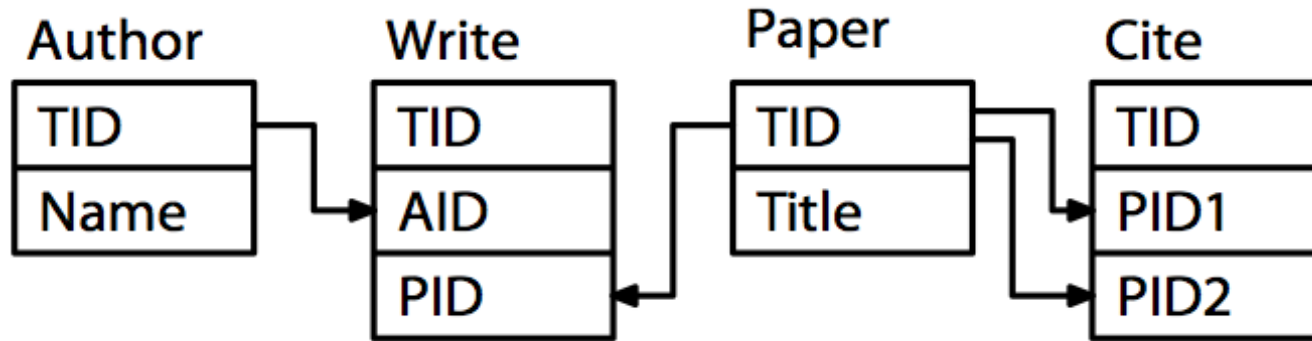 Author
TID
Name
Write
TID
AID
PID
Paper
TID
Title
Cite
TID
PID1
PID2